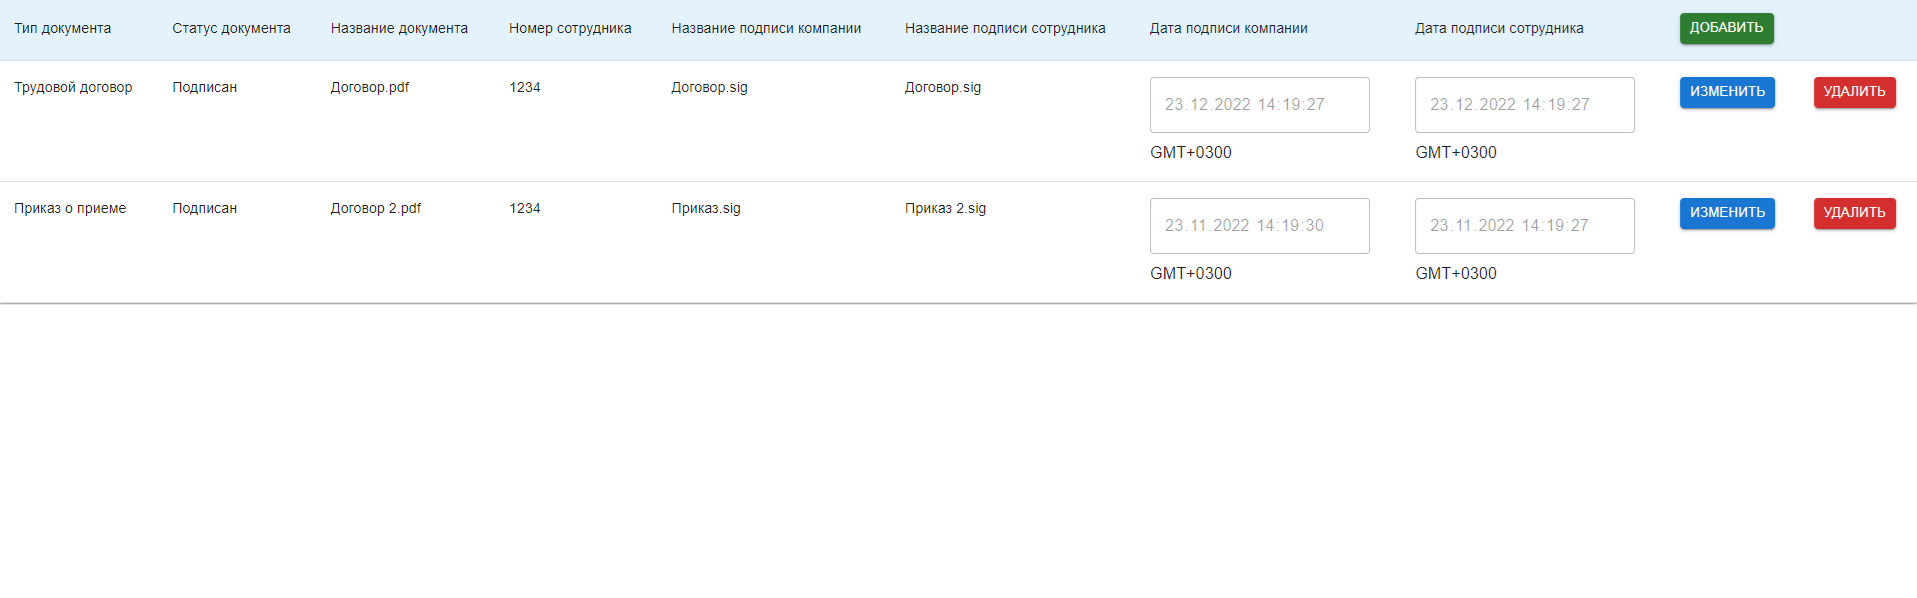 Тип документа Статус документа Название документа Номер сотрудника Название подписи компании Название подписи сотрудника Дата подписи компании Дата подписи сотрудника ДОБАВИТЬ
Трудовой договор Подписан Договор.pdf 1234 Договор.sig Договор.sig 23.12.2022 14:19:27 23.12.2022 14:19:27 ИЗМЕНИТЬ УДАЛИТЬ
GMT+0300 GMT+0300
Приказ о приеме Подписан Договор 2.pdf 1234 Приказ.sig Приказ 2.sig 23.11.2022 14:19:30 23.11.2022 14:19:27 ИЗМЕНИТЬ УДАЛИТЬ
GMT+0300 GMT+0300